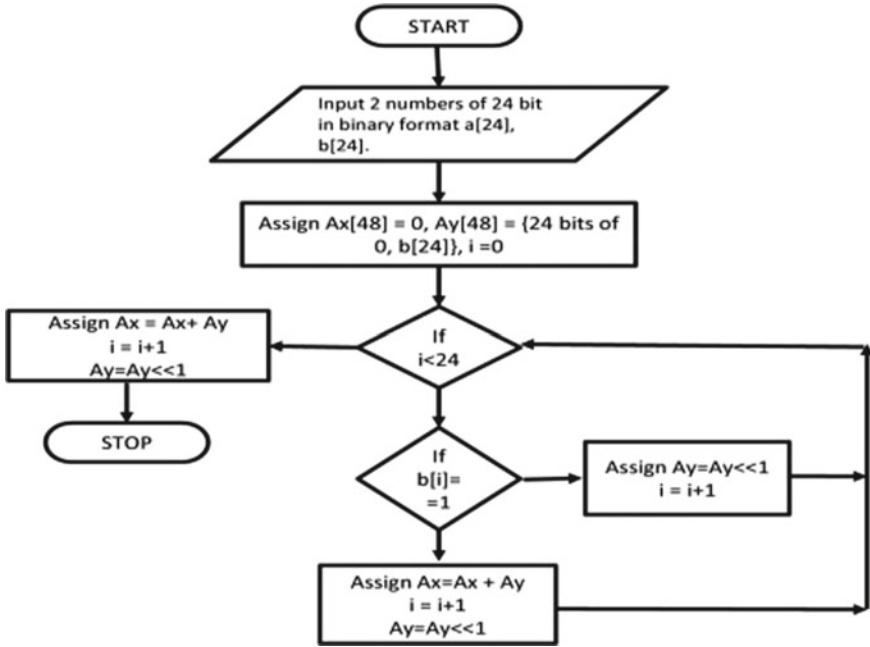 START
Input 2 numbers of 24 bit
in binary format a[24],
b[24].
Assign Ax[48] = 0, Ay[48] = {24 bits of
0, b[24]}, i =0
If
i<24
Assign Ax = Ax+ Ay
i = i+1
Ay=Ay<<1
STOP
If
b[i]=
=1
Assign Ay=Ay<<1
i = i+1
Assign Ax=Ax + Ay
i = i+1
Ay=Ay<<1